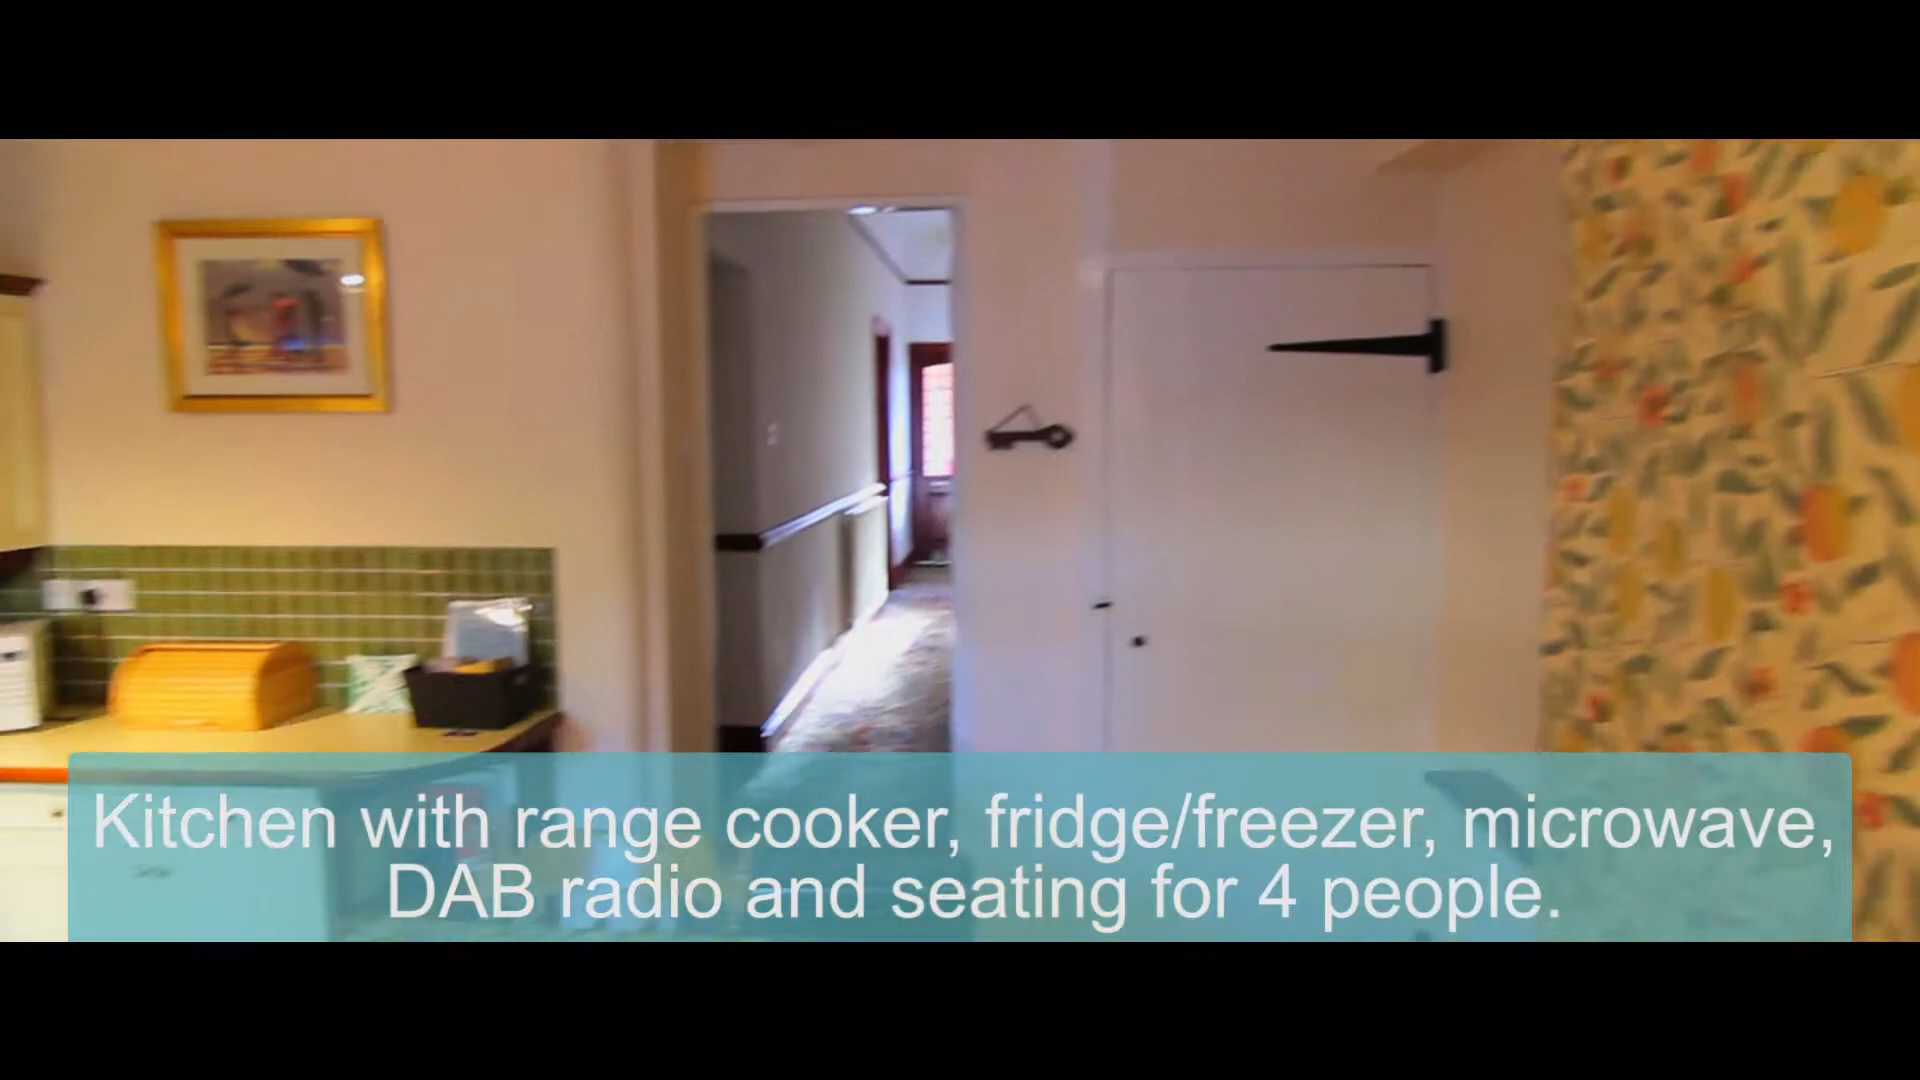 Kitchen with range cooker, fridge/freezer, microwave,
DAB radio and seating for 4 people.